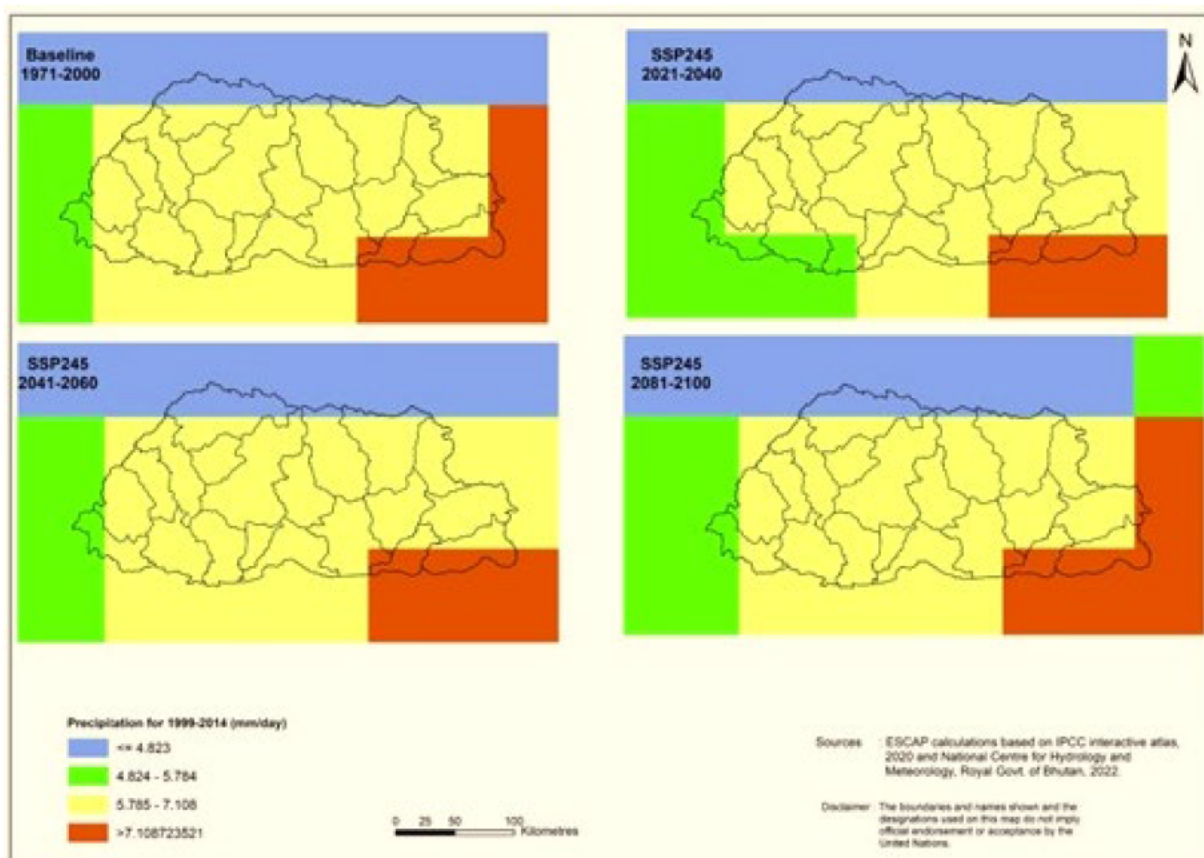 Baseline
1971-2000
SSP245
2021-2040
N
SSP245
2041-2060
SSP245
2081-2100
Precipitation for 1999-2014 (mm/day)
<= 4.823
4.824 - 5.784
5.785 - 7.108
>7.108723521
0 25 50 100
Kilometres
Sources : ESCAP calculations based on IPCC interactive atlas,
2020 and National Centre for Hydrology and
Meteorology, Royal Govt. of Bhutan, 2022.
Disclaimer : The boundaries and names shown and the
designations used on this map do not imply
official endorsement or acceptance by the
United Nations.